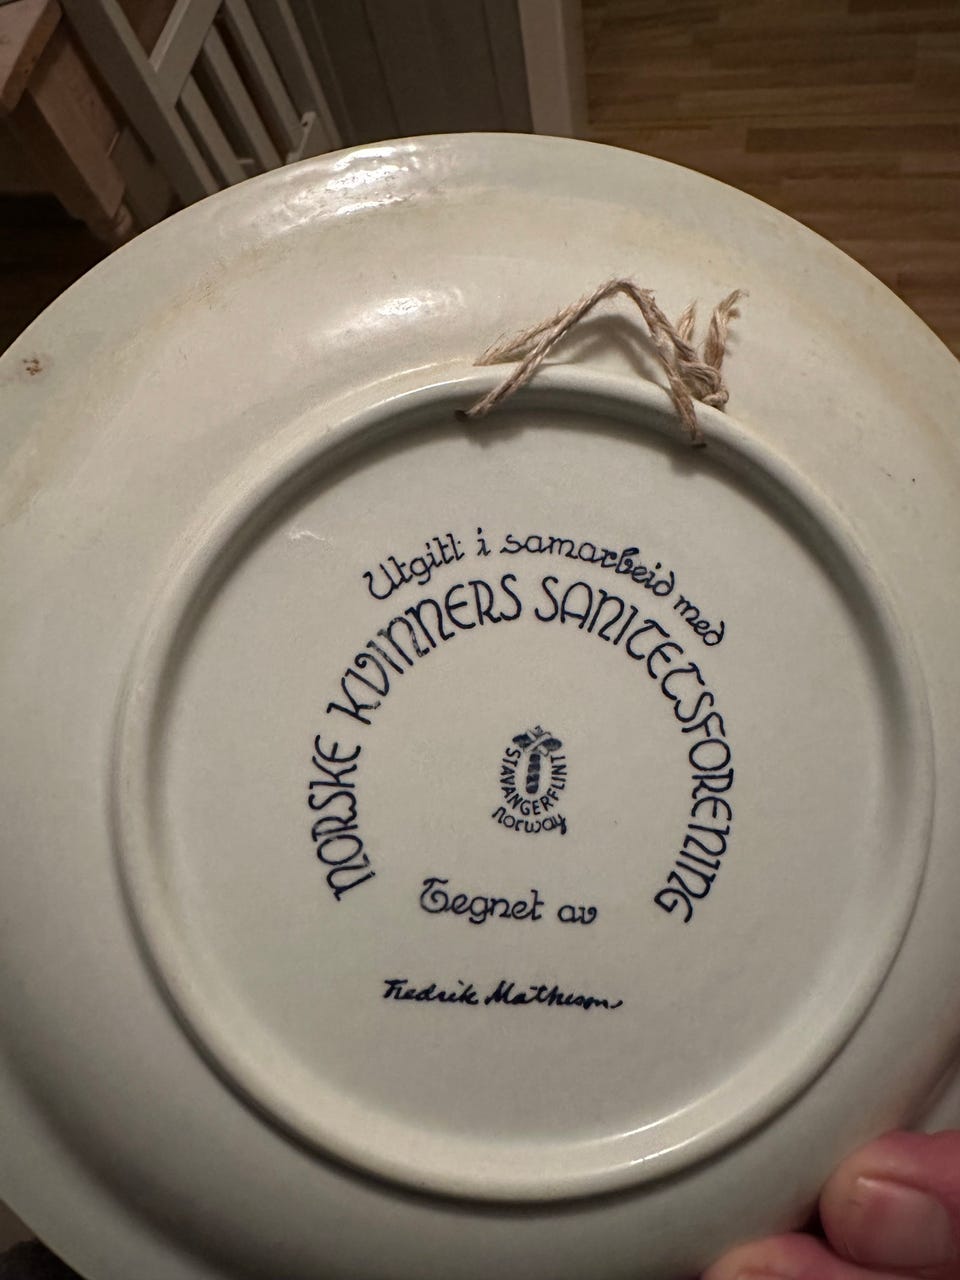 Utgitt i samarbeid med
NORSKE KVINNERS SANITETSFORENING
STAVANGERFLINT
Norway
Tegnet av
Fredrik Matheson